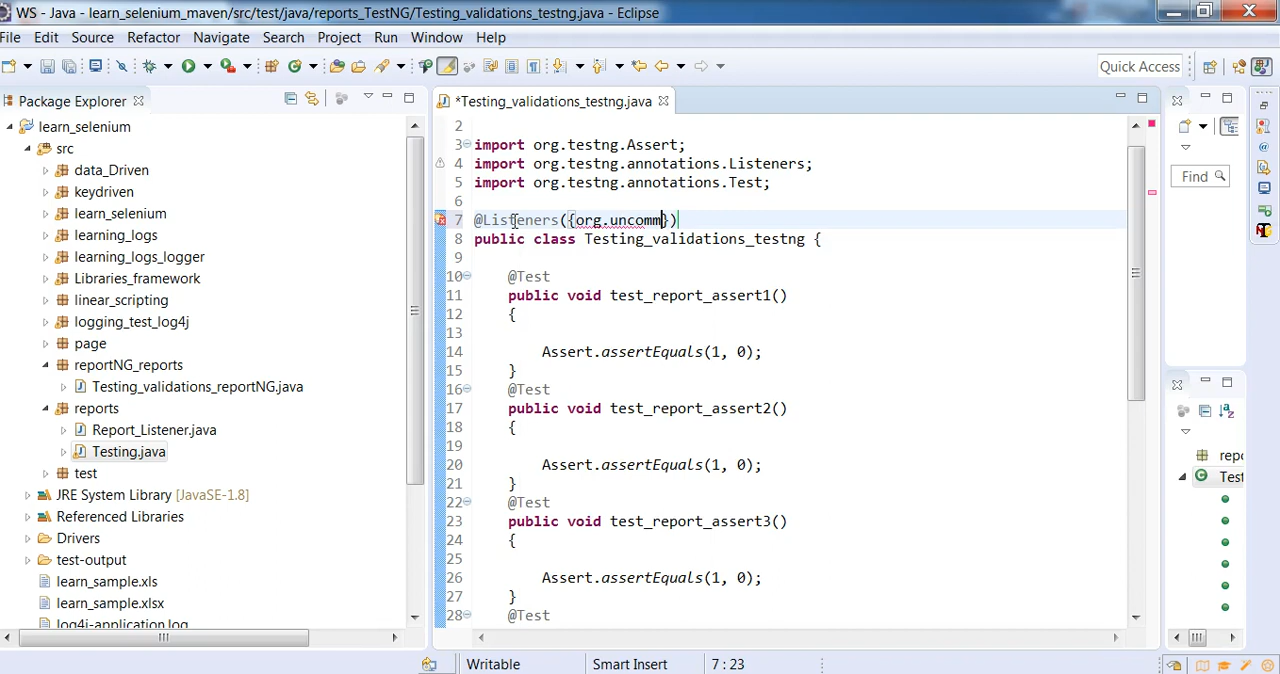 WS - Java - learn_selenium_maven/src/test/java/reports_TestNG/Testing_validations_testng.java - Eclipse
File Edit Source Refactor Navigate Search Project Run Window Help
Quick Access
Package Explorer
*Testing_validations_testng.java
learn_selenium
src
data_Driven
keydriven
learn_selenium
learning_logs
learning_logs_logger
Libraries_framework
linear_scripting
logging_test_log4j
page
reportNG_reports
Testing_validations_reportNG.java
reports
Report_Listener.java
Testing.java
test
JRE System Library [JavaSE-1.8]
Referenced Libraries
Drivers
test-output
learn_sample.xls
learn_sample.xlsx
log4j-application.log
2
3 import org.testng.Assert;
4 import org.testng.annotations.Listeners;
5 import org.testng.annotations.Test;
6
7 @Listeners({org.uncomm})
8 public class Testing_validations_testng {
9
10 @Test
11 public void test_report_assert1()
12 {
13
14 Assert.assertEquals(1, 0);
15 }
16 @Test
17 public void test_report_assert2()
18 {
19
20 Assert.assertEquals(1, 0);
21 }
22 @Test
23 public void test_report_assert3()
24 {
25
26 Assert.assertEquals(1, 0);
27 }
28 @Test
Find
repo
Test
Writable Smart Insert 7 : 23